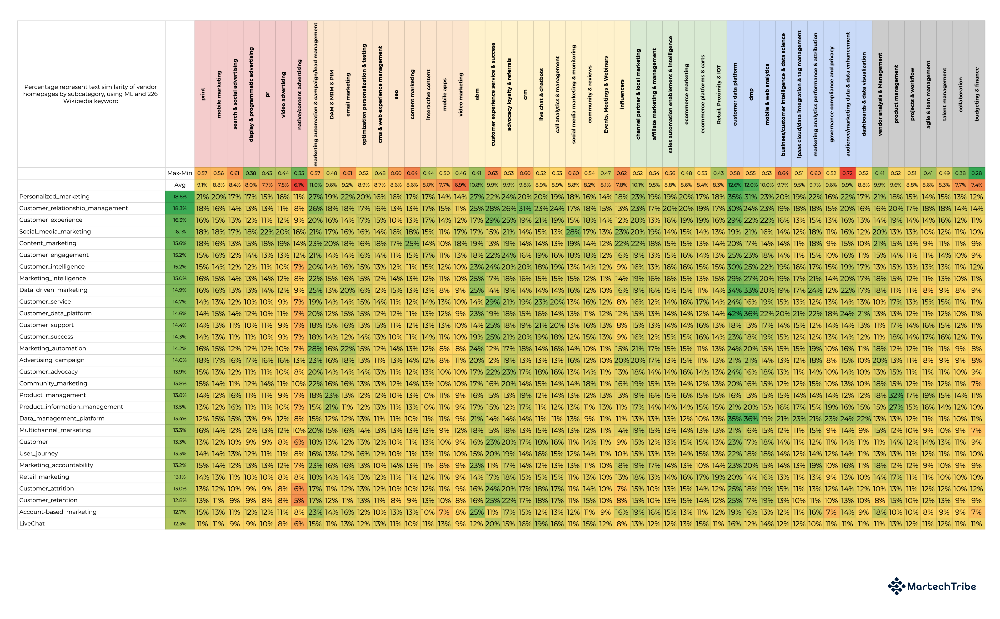 Percentage represent text similarity of vendor
homepages by subcategory, using ML and 226
Wikipedia keyword
print
mobile marketing
search & social advertising
display & programmatic advertising
pr
video advertising
native/content advertising
marketing automation & campaign/lead management
DAM & MRM & PIM
email marketing
optimization personalization & testing
cms & web experience management
seo
content marketing
interactive content
mobile apps
video marketing
abm
customer experience service & success
advocacy loyalty & referrals
crm
live chat & chatbots
call analytics & management
social media marketing & monitoring
community & reviews
Events, Meetings & Webinars
influencers
channel partner & local marketing
affiliate marketing & management
sales automation enablement & intelligence
ecommerce marketing
ecommerce platforms & carts
Retail, Proximity & IOT
customer data platform
dmp
mobile & web analytics
business/customer intelligence & data science
ipaas cloud/data integration & tag management
marketing analytics performance & attribution
governance compliance and privacy
audience/marketing data & data enhancement
dashboards & data visualization
vendor analysis & Management
product management
projects & workflow
agile & lean management
talent management
collaboration
budgeting & finance
Max-Min 0.57 0.56 0.61 0.38 0.43 0.44 0.35 0.57 0.48 0.61 0.52 0.48 0.60 0.64 0.44 0.50 0.46 0.41 0.63 0.53 0.60 0.52 0.53 0.60 0.54 0.47 0.62 0.52 0.54 0.56 0.48 0.53 0.43 0.58 0.55 0.53 0.64 0.51 0.60 0.52 0.72 0.52 0.41 0.52 0.51 0.41 0.49 0.38 0.28
Avg 9.1% 8.8% 8.4% 8.0% 7.7% 7.5% 6.1% 11.0% 9.6% 9.2% 8.9% 8.7% 8.6% 8.6% 8.0% 7.7% 6.9% 10.8% 9.9% 9.9% 9.8% 8.9% 8.9% 8.8% 8.2% 8.1% 7.8% 10.1% 9.5% 8.8% 8.6% 8.4% 8.3% 12.6% 12.0% 10.0% 9.7% 9.5% 9.7% 9.6% 9.9% 8.8% 9.9% 9.6% 8.8% 8.6% 8.3% 7.7% 7.4%
Personalized_marketing 18.6% 21% 20% 17% 17% 15% 16% 11% 27% 19% 22% 20% 16% 16% 17% 17% 14% 14% 27% 22% 24% 20% 20% 19% 18% 16% 14% 18% 23% 19% 19% 20% 17% 18% 35% 31% 23% 20% 19% 22% 16% 22% 17% 21% 18% 15% 14% 15% 13% 12%
Customer_relationship_management 18.3% 18% 16% 14% 13% 13% 11% 8% 26% 18% 18% 17% 16% 13% 13% 17% 15% 11% 25% 28% 26% 31% 23% 24% 17% 18% 15% 13% 23% 17% 20% 20% 19% 17% 30% 24% 23% 19% 18% 18% 15% 20% 16% 16% 20% 17% 18% 18% 14% 14%
Customer_experience 16.3% 16% 15% 13% 12% 11% 12% 9% 20% 16% 14% 17% 15% 10% 13% 17% 14% 12% 17% 29% 25% 19% 21% 19% 15% 18% 14% 12% 20% 13% 16% 19% 19% 16% 29% 22% 22% 16% 13% 15% 13% 16% 13% 14% 19% 14% 14% 16% 12% 11%
Social_media_marketing 16.1% 18% 18% 17% 18% 22% 20% 16% 21% 17% 16% 16% 14% 16% 18% 15% 11% 17% 17% 15% 21% 14% 15% 13% 28% 17% 13% 23% 20% 19% 14% 15% 14% 13% 19% 21% 16% 14% 12% 18% 11% 16% 12% 20% 13% 13% 10% 12% 11% 10%
Content_marketing 15.6% 18% 16% 13% 15% 18% 19% 14% 23% 20% 18% 16% 18% 17% 25% 14% 10% 18% 19% 13% 19% 14% 14% 13% 19% 14% 12% 22% 22% 18% 15% 15% 13% 14% 20% 17% 14% 14% 11% 18% 9% 15% 10% 21% 15% 13% 9% 11% 11% 9%
Customer_engagement 15.2% 15% 16% 12% 14% 13% 13% 12% 21% 14% 14% 16% 14% 11% 15% 17% 11% 13% 18% 22% 24% 16% 19% 16% 18% 18% 12% 16% 19% 13% 15% 16% 14% 13% 25% 23% 18% 14% 11% 15% 10% 16% 11% 15% 14% 11% 11% 14% 10% 9%
Customer_intelligence 15.2% 15% 14% 12% 12% 11% 10% 7% 20% 14% 16% 15% 13% 12% 11% 15% 12% 10% 23% 24% 20% 20% 18% 19% 13% 14% 12% 9% 16% 13% 16% 16% 15% 15% 30% 25% 22% 19% 16% 17% 15% 19% 17% 13% 15% 13% 13% 13% 11% 12%
Marketing_intelligence 15.0% 16% 15% 14% 13% 14% 12% 8% 22% 15% 16% 15% 12% 14% 13% 12% 11% 10% 25% 17% 18% 16% 15% 15% 15% 12% 11% 14% 19% 16% 16% 15% 13% 15% 29% 27% 20% 19% 17% 21% 14% 20% 17% 18% 15% 12% 11% 13% 10% 11%
Data_driven_marketing 14.9% 16% 16% 13% 13% 14% 12% 9% 25% 13% 20% 16% 12% 15% 13% 13% 8% 9% 25% 14% 19% 14% 14% 14% 16% 12% 10% 16% 19% 16% 15% 15% 11% 14% 34% 33% 20% 19% 17% 24% 12% 22% 17% 18% 11% 11% 8% 9% 8% 9%
Customer_service 14.7% 14% 13% 12% 10% 10% 9% 7% 19% 14% 14% 15% 14% 11% 12% 14% 13% 10% 14% 29% 21% 19% 23% 20% 13% 16% 12% 8% 16% 12% 14% 16% 17% 14% 24% 16% 19% 15% 13% 12% 13% 14% 13% 10% 17% 13% 15% 15% 11% 11%
Customer_data_platform 14.6% 14% 15% 14% 12% 10% 11% 7% 20% 12% 15% 15% 12% 12% 11% 13% 12% 9% 23% 19% 18% 15% 16% 14% 13% 11% 12% 12% 15% 13% 14% 14% 12% 14% 42% 36% 22% 20% 21% 22% 18% 24% 21% 13% 13% 12% 11% 12% 10% 11%
Customer_support 14.4% 14% 13% 11% 10% 11% 9% 7% 18% 15% 16% 13% 15% 11% 12% 13% 13% 10% 14% 25% 18% 19% 21% 20% 13% 16% 13% 8% 15% 13% 14% 14% 16% 13% 18% 13% 17% 14% 15% 12% 14% 14% 13% 11% 17% 14% 16% 15% 12% 11%
Customer_success 14.3% 14% 13% 11% 11% 10% 9% 7% 18% 14% 12% 14% 13% 10% 11% 14% 11% 10% 19% 25% 21% 20% 19% 18% 12% 15% 13% 9% 16% 12% 15% 15% 16% 14% 23% 18% 19% 15% 12% 12% 13% 14% 12% 11% 18% 14% 17% 16% 12% 11%
Marketing_automation 14.2% 16% 15% 12% 12% 12% 10% 7% 28% 16% 22% 15% 12% 14% 13% 12% 8% 8% 24% 12% 17% 18% 14% 16% 14% 10% 11% 15% 21% 17% 15% 15% 11% 13% 24% 20% 15% 15% 15% 19% 10% 16% 11% 18% 12% 12% 11% 11% 9% 8%
Advertising_campaign 14.0% 18% 17% 16% 17% 16% 16% 13% 23% 16% 18% 13% 11% 13% 14% 12% 8% 11% 20% 12% 19% 13% 13% 13% 16% 12% 10% 20% 20% 17% 13% 15% 11% 13% 21% 21% 14% 13% 12% 18% 8% 15% 10% 20% 13% 11% 8% 9% 9% 8%
Customer_advocacy 13.9% 15% 13% 12% 11% 11% 10% 8% 20% 14% 14% 14% 13% 11% 12% 13% 10% 10% 17% 22% 23% 17% 18% 16% 13% 14% 11% 13% 18% 14% 14% 16% 14% 13% 24% 16% 18% 13% 11% 14% 10% 14% 10% 13% 15% 11% 11% 11% 10% 9%
Community_marketing 13.8% 15% 14% 11% 12% 14% 11% 10% 22% 16% 16% 13% 13% 12% 14% 13% 10% 10% 17% 16% 20% 14% 15% 14% 14% 18% 11% 16% 19% 15% 13% 14% 12% 13% 20% 16% 15% 12% 12% 15% 10% 13% 10% 18% 15% 12% 11% 12% 11% 7%
Product_management 13.8% 14% 12% 16% 11% 11% 9% 7% 18% 23% 13% 12% 12% 10% 13% 10% 11% 9% 16% 15% 13% 19% 12% 14% 13% 12% 13% 13% 19% 16% 15% 16% 15% 15% 16% 13% 15% 15% 14% 14% 14% 12% 12% 18% 32% 17% 19% 15% 14% 11%
Product_information_management 13.5% 13% 12% 16% 11% 11% 10% 7% 15% 21% 11% 12% 13% 11% 13% 10% 11% 9% 17% 15% 12% 17% 11% 12% 13% 11% 13% 11% 17% 14% 14% 14% 15% 15% 21% 20% 15% 16% 17% 15% 19% 16% 15% 15% 27% 15% 16% 14% 12% 10%
Data_management_platform 13.4% 12% 15% 15% 13% 9% 12% 8% 15% 12% 12% 13% 11% 11% 10% 11% 11% 9% 21% 14% 14% 14% 11% 11% 13% 9% 11% 11% 13% 13% 13% 12% 10% 13% 35% 36% 19% 21% 23% 21% 23% 24% 22% 13% 13% 12% 11% 11% 10% 11%
Multichannel_marketing 13.3% 16% 14% 12% 12% 13% 12% 10% 20% 15% 16% 14% 13% 13% 13% 13% 9% 12% 18% 15% 18% 13% 15% 14% 13% 12% 11% 14% 19% 15% 13% 14% 13% 13% 21% 16% 15% 12% 11% 15% 9% 14% 9% 15% 12% 10% 9% 10% 9% 7%
Customer 13.3% 13% 12% 10% 9% 9% 8% 6% 18% 13% 12% 13% 12% 10% 11% 13% 10% 9% 16% 23% 20% 17% 18% 16% 11% 14% 11% 9% 15% 12% 13% 15% 15% 13% 23% 17% 18% 14% 11% 12% 11% 14% 11% 11% 14% 12% 14% 13% 11% 9%
User_journey 13.3% 14% 14% 13% 12% 11% 11% 8% 16% 13% 12% 16% 12% 10% 11% 13% 11% 10% 15% 20% 19% 14% 16% 15% 12% 14% 11% 10% 15% 13% 13% 14% 15% 13% 22% 18% 18% 14% 12% 14% 12% 14% 11% 13% 13% 11% 12% 11% 11% 10%
Marketing_accountability 13.2% 15% 14% 12% 13% 13% 12% 7% 23% 16% 16% 13% 10% 14% 13% 11% 8% 9% 23% 11% 17% 14% 12% 13% 13% 11% 10% 18% 19% 17% 14% 13% 10% 14% 23% 20% 15% 14% 13% 19% 10% 16% 11% 18% 12% 12% 9% 10% 9% 9%
Retail_marketing 13.1% 14% 13% 11% 10% 10% 8% 8% 18% 14% 14% 13% 12% 11% 11% 12% 11% 9% 14% 17% 18% 15% 15% 15% 11% 13% 10% 13% 18% 13% 14% 16% 17% 19% 20% 14% 16% 13% 11% 13% 9% 13% 10% 14% 17% 11% 11% 10% 10% 10%
Customer_attrition 13.0% 13% 12% 10% 9% 9% 8% 6% 17% 11% 12% 13% 12% 10% 10% 12% 11% 9% 16% 24% 20% 17% 18% 17% 11% 14% 10% 7% 15% 10% 13% 15% 14% 12% 25% 18% 19% 15% 11% 13% 12% 14% 12% 10% 13% 11% 12% 12% 10% 12%
Customer_retention 12.8% 13% 11% 9% 9% 8% 8% 5% 17% 12% 11% 13% 11% 8% 9% 13% 10% 8% 16% 25% 22% 17% 18% 17% 11% 15% 10% 8% 15% 10% 13% 15% 14% 12% 25% 17% 19% 13% 10% 11% 10% 13% 10% 8% 15% 10% 12% 13% 9% 9%
Account-based_marketing 12.7% 15% 13% 11% 12% 12% 11% 8% 23% 14% 16% 12% 10% 13% 13% 10% 7% 8% 25% 11% 17% 15% 12% 13% 12% 11% 9% 16% 19% 16% 15% 13% 11% 12% 19% 16% 13% 12% 11% 16% 7% 14% 9% 18% 10% 10% 8% 9% 9% 7%
LiveChat 12.3% 11% 11% 9% 9% 10% 8% 6% 15% 11% 13% 12% 13% 11% 10% 11% 13% 9% 12% 20% 15% 16% 19% 16% 11% 15% 12% 8% 13% 12% 12% 13% 15% 11% 16% 12% 14% 12% 12% 10% 11% 11% 11% 11% 13% 12% 11% 12% 11% 11%
MartechTribe